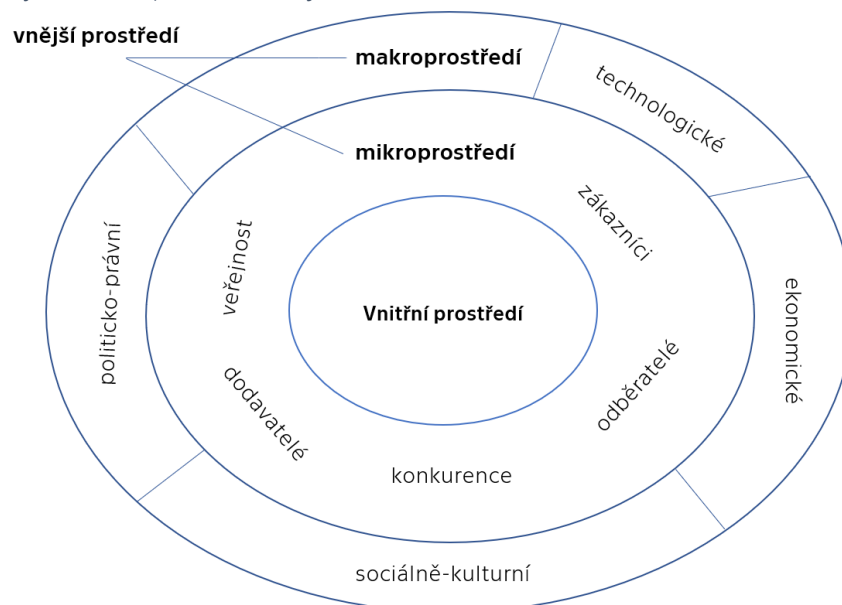 vnější prostředí
makroprostředí
technologické
mikroprostředí
zákazníci
veřejnost
politicko-právní
Vnitřní prostředí
ekonomické
odběratelé
dodavatelé
konkurence
sociálně-kulturní